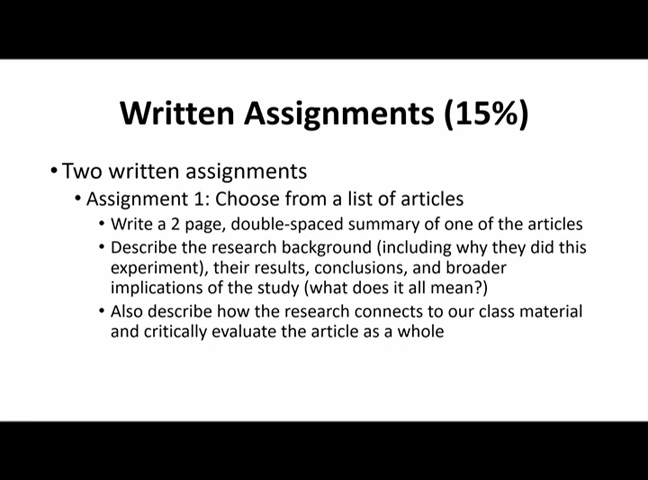 Written Assignments (15%)
• Two written assignments
• Assignment 1: Choose from a list of articles
• Write a 2 page, double-spaced summary of one of the articles
• Describe the research background (including why they did this
experiment), their results, conclusions, and broader
implications of the study (what does it all mean?)
• Also describe how the research connects to our class material
and critically evaluate the article as a whole